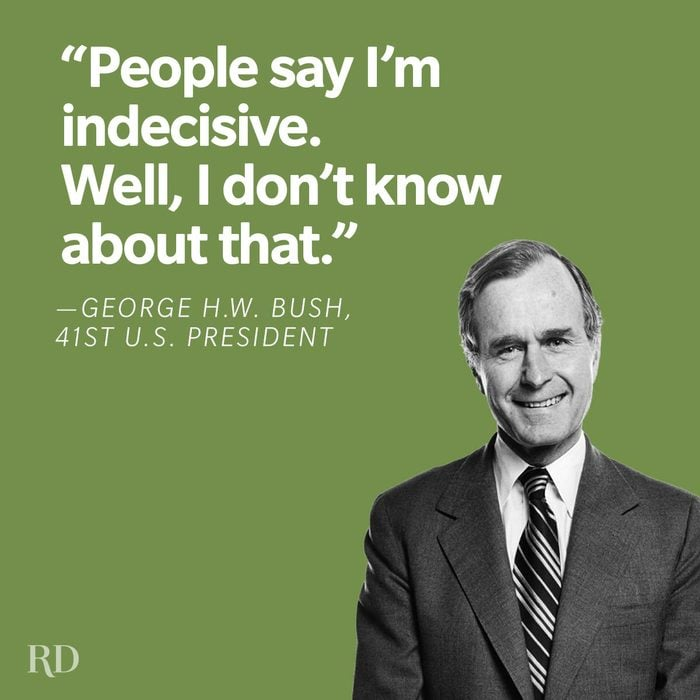 “People say I’m
indecisive.
Well, I don’t know
about that.”
—GEORGE H.W. BUSH,
41ST U.S. PRESIDENT
RD